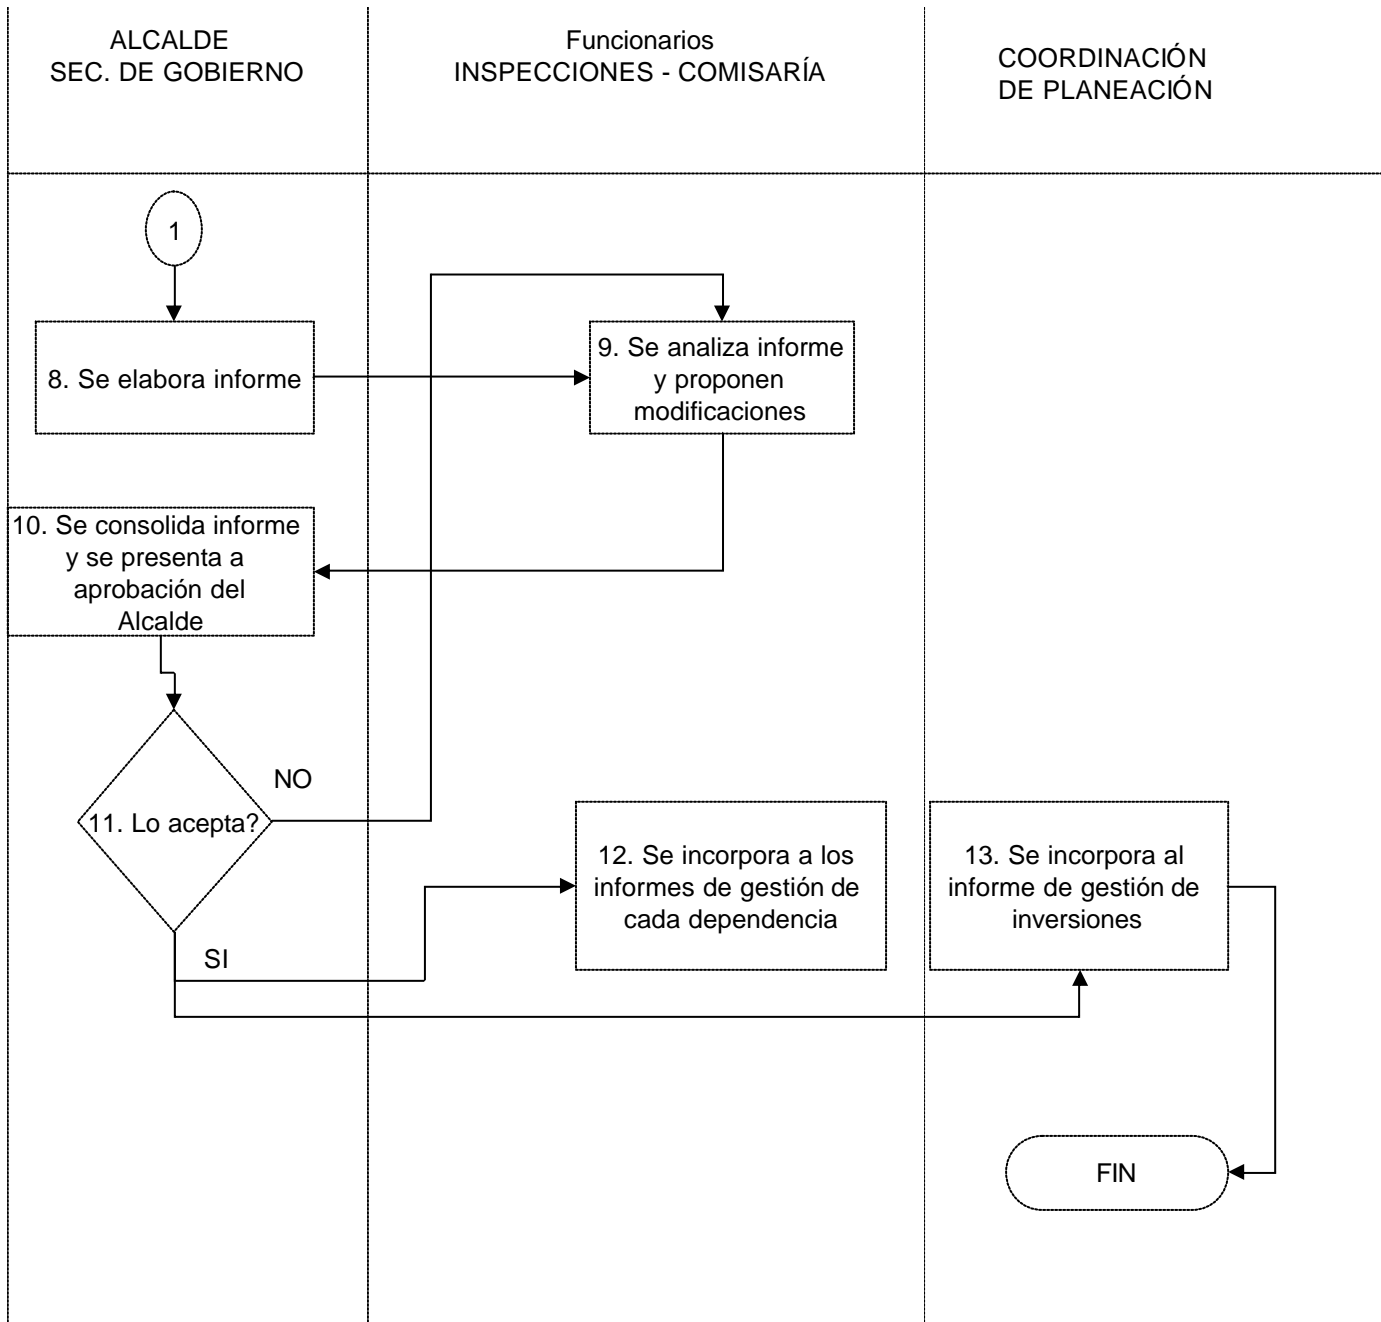 ALCALDE
SEC. DE GOBIERNO
Funcionarios
INSPECCIONES - COMISARÍA
COORDINACIÓN
DE PLANEACIÓN
1
8. Se elabora informe
9. Se analiza informe
y proponen
modificaciones
10. Se consolida informe
y se presenta a
aprobación del
Alcalde
NO
11. Lo acepta?
SI
12. Se incorpora a los
informes de gestión de
cada dependencia
13. Se incorpora al
informe de gestión de
inversiones
FIN